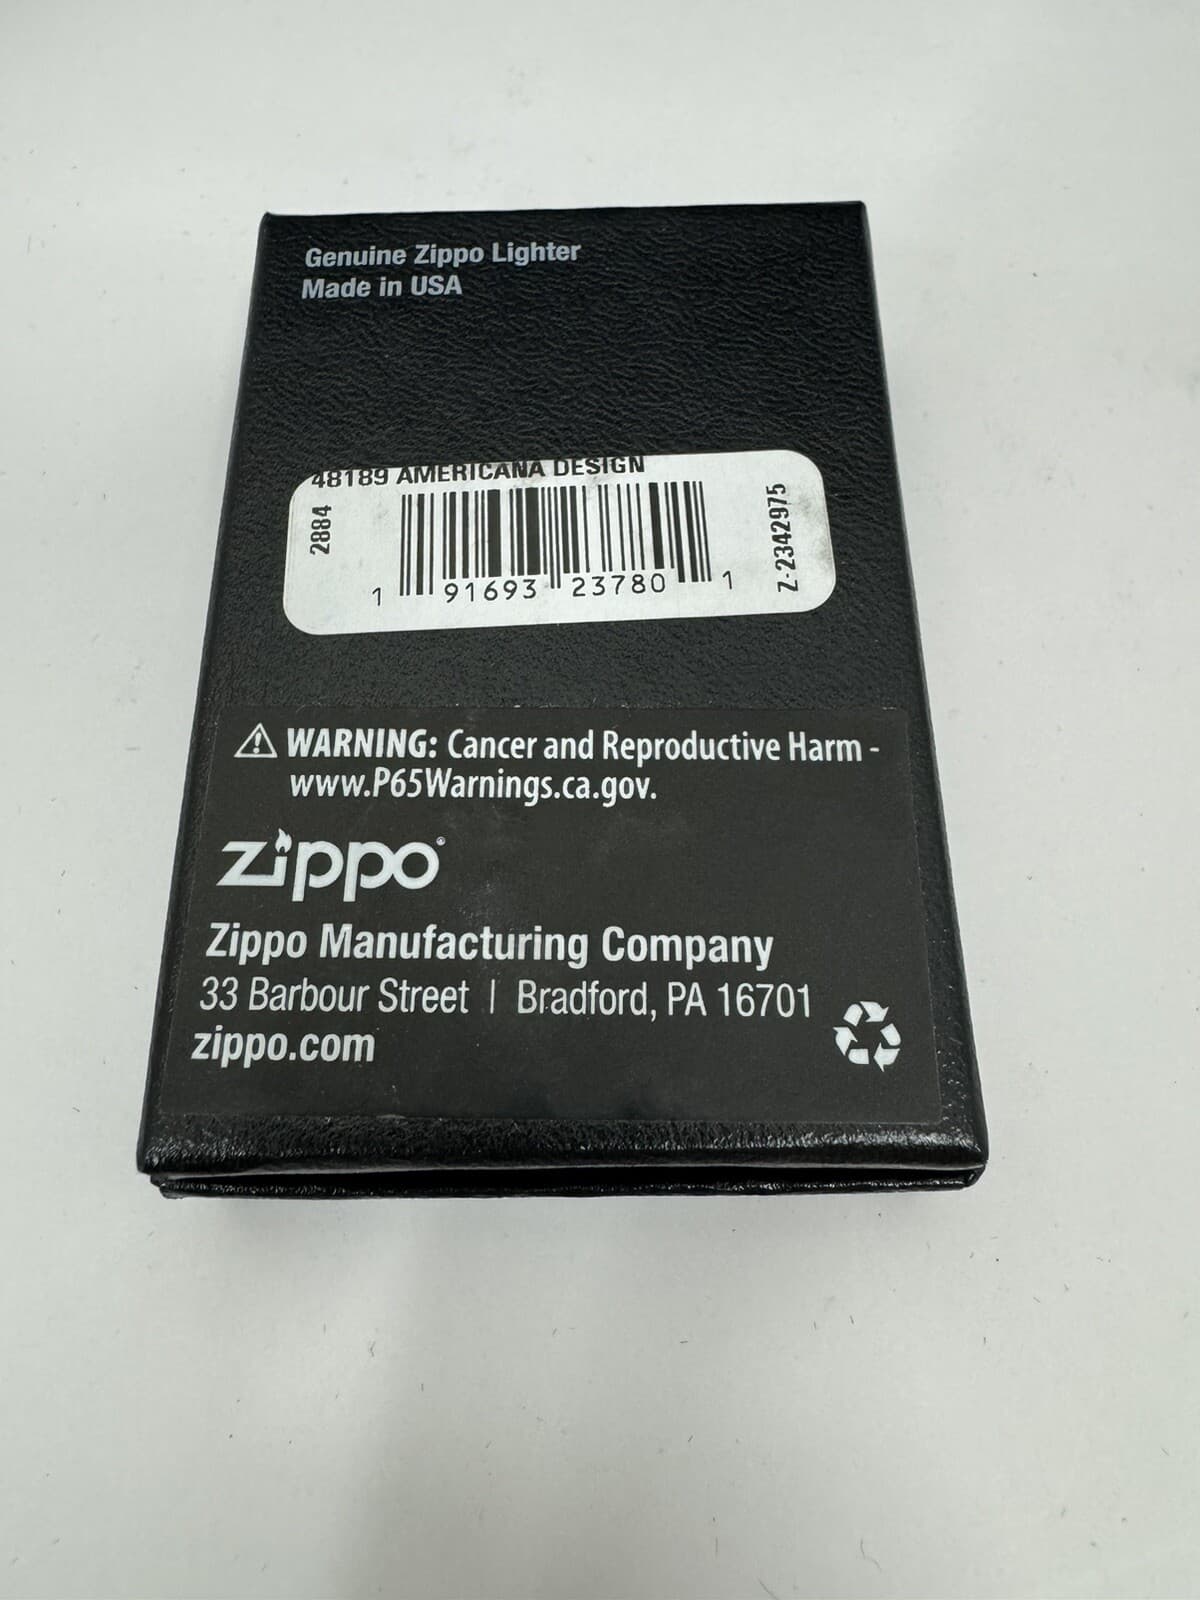 Genuine Zippo Lighter
Made in USA
48189 AMERICANA DESIGN
2884
Z-2342975
1 91693 23780 1
⚠ WARNING: Cancer and Reproductive Harm -
www.P65Warnings.ca.gov.
zippo®
Zippo Manufacturing Company
33 Barbour Street | Bradford, PA 16701
zippo.com